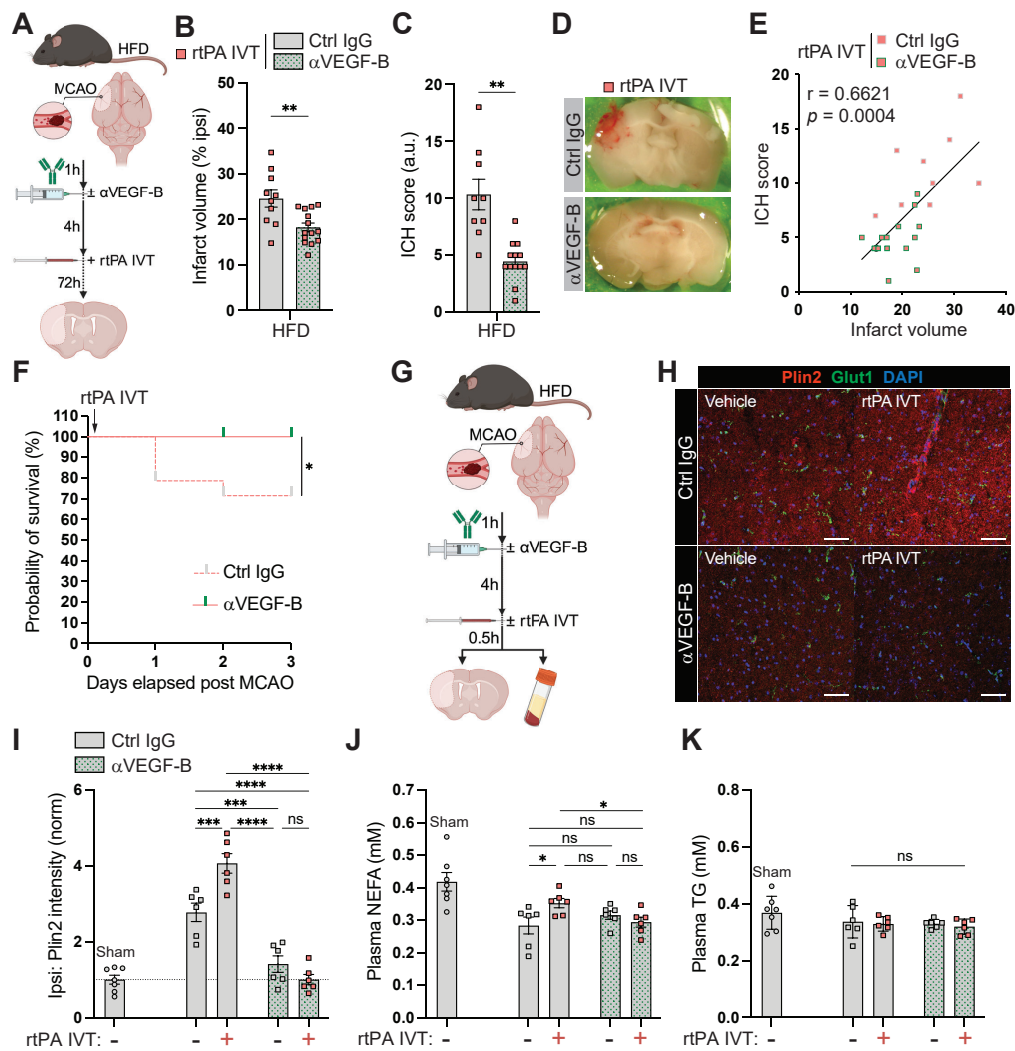 A
HFD
MCAO
1h
± αVEGF-B
4h
+ rtPA IVT
72h
B
rtPA IVT
Ctrl IgG
αVEGF-B
Infarct volume (% ipsi)
50
40
30
20
10
0
**
HFD
C
ICH score (a.u.)
20
15
10
5
0
**
HFD
D
rtPA IVT
Ctrl IgG
αVEGF-B
E
rtPA IVT
Ctrl IgG
αVEGF-B
r = 0.6621
p = 0.0004
ICH score
20
15
10
5
0
0 10 20 30 40
Infarct volume
F
rtPA IVT
Probability of survival (%)
110
100
90
80
70
60
50
40
30
20
10
0
*
Ctrl IgG
αVEGF-B
0 1 2 3
Days elapsed post MCAO
G
HFD
MCAO
1h
± αVEGF-B
4h
± rtPA IVT
0.5h
H
Plin2 Glut1 DAPI
Ctrl IgG
Vehicle
rtPA IVT
αVEGF-B
Vehicle
rtPA IVT
I
Ctrl IgG
αVEGF-B
Ipsi: Plin2 intensity (norm)
6
4
2
0
Sham
****
****
***
*** **** ns
rtPA IVT: - - + - +
J
Plasma NEFA (mM)
0.7
0.6
0.5
0.4
0.3
0.2
0.1
0.0
Sham
*
ns
ns
* ns ns
rtPA IVT: - - + - +
K
Plasma TG (mM)
0.8
0.6
0.4
0.2
0.0
Sham
ns
rtPA IVT: - - + - +